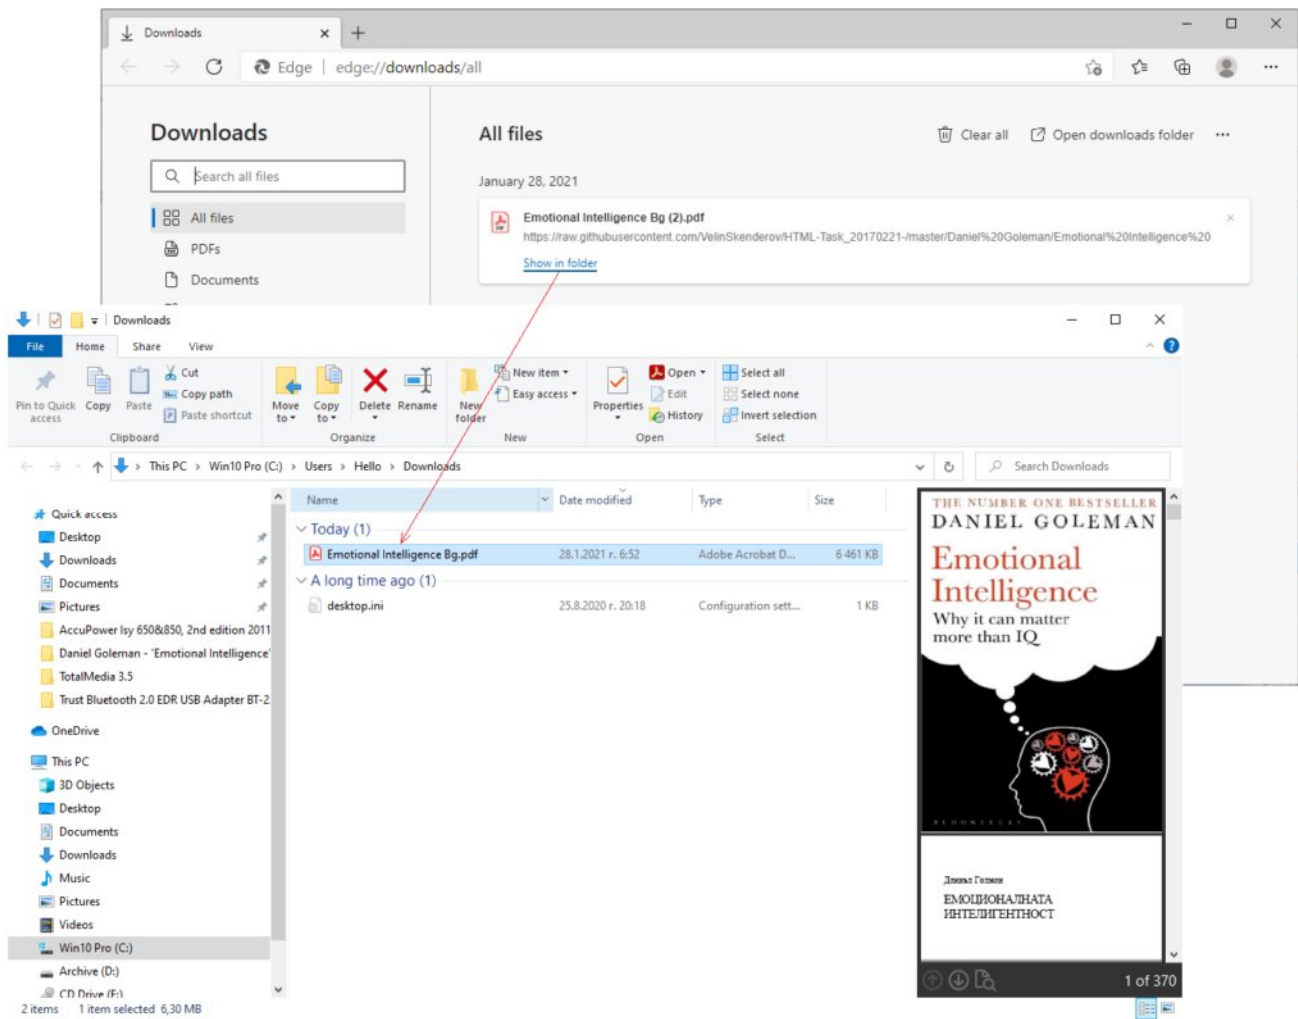 Downloads
Edge | edge://downloads/all
Downloads
Search all files
All files
PDFs
Documents
All files
Clear all
Open downloads folder
January 28, 2021
Emotional Intelligence Bg (2).pdf
https://raw.githubusercontent.com/VelinSkenderov/HTML-Task_20170221-/master/Daniel%20Goleman/Emotional%20Intelligence%20
Show in folder
Downloads
File Home Share View
Pin to Quick access
Copy
Paste
Cut
Copy path
Paste shortcut
Clipboard
Move to
Copy to
Delete
Rename
Organize
New folder
New item
Easy access
New
Properties
Open
Edit
History
Open
Select all
Select none
Invert selection
Select
This PC > Win10 Pro (C:) > Users > Hello > Downloads
Search Downloads
Name Date modified Type Size
Today (1)
Emotional Intelligence Bg.pdf 28.1.2021 г. 6:52 Adobe Acrobat D... 6 461 KB
A long time ago (1)
desktop.ini 25.8.2020 г. 20:18 Configuration sett... 1 KB
Quick access
Desktop
Downloads
Documents
Pictures
AccuPower Isy 650&850, 2nd edition 2011
Daniel Goleman - 'Emotional Intelligence'
TotalMedia 3.5
Trust Bluetooth 2.0 EDR USB Adapter BT-2
OneDrive
This PC
3D Objects
Desktop
Documents
Downloads
Music
Pictures
Videos
Win10 Pro (C:)
Archive (D:)
CD Drive (F:)
2 items 1 item selected 6,30 MB
THE NUMBER ONE BESTSELLER
DANIEL GOLEMAN
Emotional
Intelligence
Why it can matter
more than IQ
BLOOMSBURY
Даниъл Голман
ЕМОЦИОНАЛНАТА
ИНТЕЛИГЕНТНОСТ
1 of 370